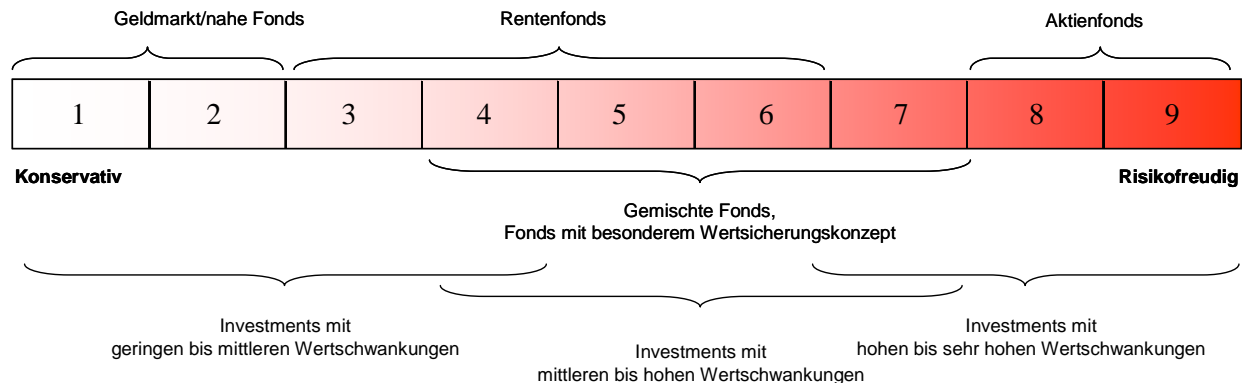 Geldmarkt/nahe Fonds
Rentenfonds
Aktienfonds
1 2 3 4 5 6 7 8 9
Konservativ
Risikofreudig
Gemischte Fonds,
Fonds mit besonderem Wertsicherungskonzept
Investments mit
geringen bis mittleren Wertschwankungen
Investments mit
mittleren bis hohen Wertschwankungen
Investments mit
hohen bis sehr hohen Wertschwankungen